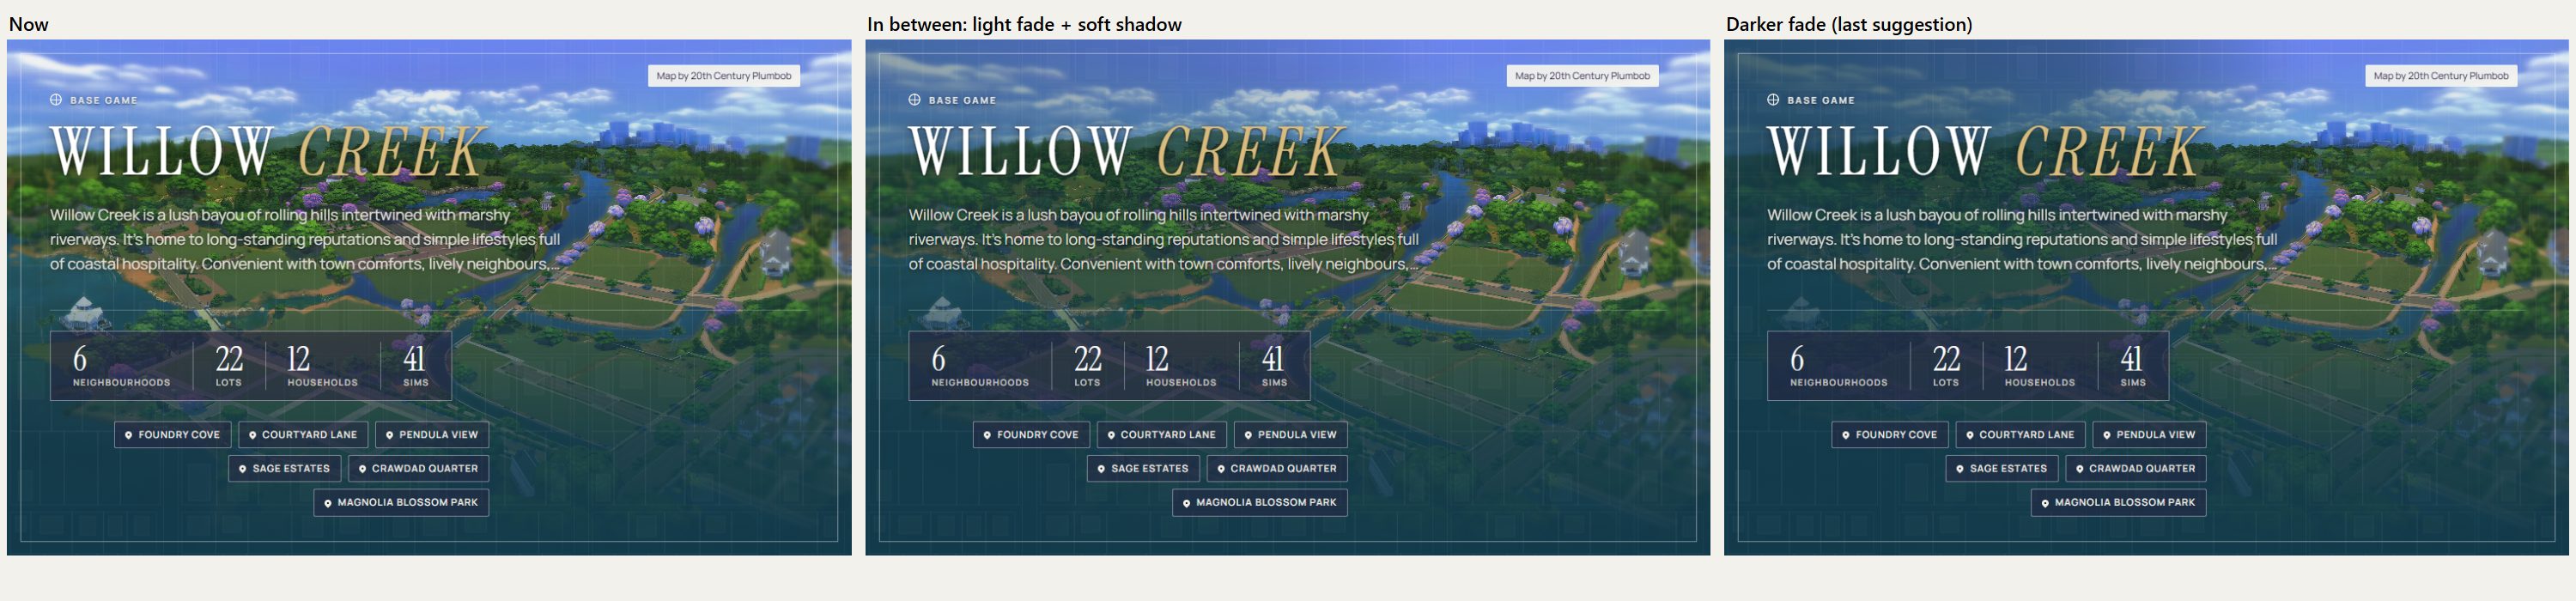 Now
Map by 20th Century Plumbob
BASE GAME
WILLOW CREEK
Willow Creek is a lush bayou of rolling hills intertwined with marshy
riverways. It's home to long-standing reputations and simple lifestyles full
of coastal hospitality. Convenient with town comforts, lively neighbours,...
6 22 12 41
NEIGHBOURHOODS LOTS HOUSEHOLDS SIMS
FOUNDRY COVE COURTYARD LANE PENDULA VIEW
SAGE ESTATES CRAWDAD QUARTER
MAGNOLIA BLOSSOM PARK
In between: light fade + soft shadow
Map by 20th Century Plumbob
BASE GAME
WILLOW CREEK
Willow Creek is a lush bayou of rolling hills intertwined with marshy
riverways. It's home to long-standing reputations and simple lifestyles full
of coastal hospitality. Convenient with town comforts, lively neighbours,...
6 22 12 41
NEIGHBOURHOODS LOTS HOUSEHOLDS SIMS
FOUNDRY COVE COURTYARD LANE PENDULA VIEW
SAGE ESTATES CRAWDAD QUARTER
MAGNOLIA BLOSSOM PARK
Darker fade (last suggestion)
Map by 20th Century Plumbob
BASE GAME
WILLOW CREEK
Willow Creek is a lush bayou of rolling hills intertwined with marshy
riverways. It's home to long-standing reputations and simple lifestyles full
of coastal hospitality. Convenient with town comforts, lively neighbours,...
6 22 12 41
NEIGHBOURHOODS LOTS HOUSEHOLDS SIMS
FOUNDRY COVE COURTYARD LANE PENDULA VIEW
SAGE ESTATES CRAWDAD QUARTER
MAGNOLIA BLOSSOM PARK